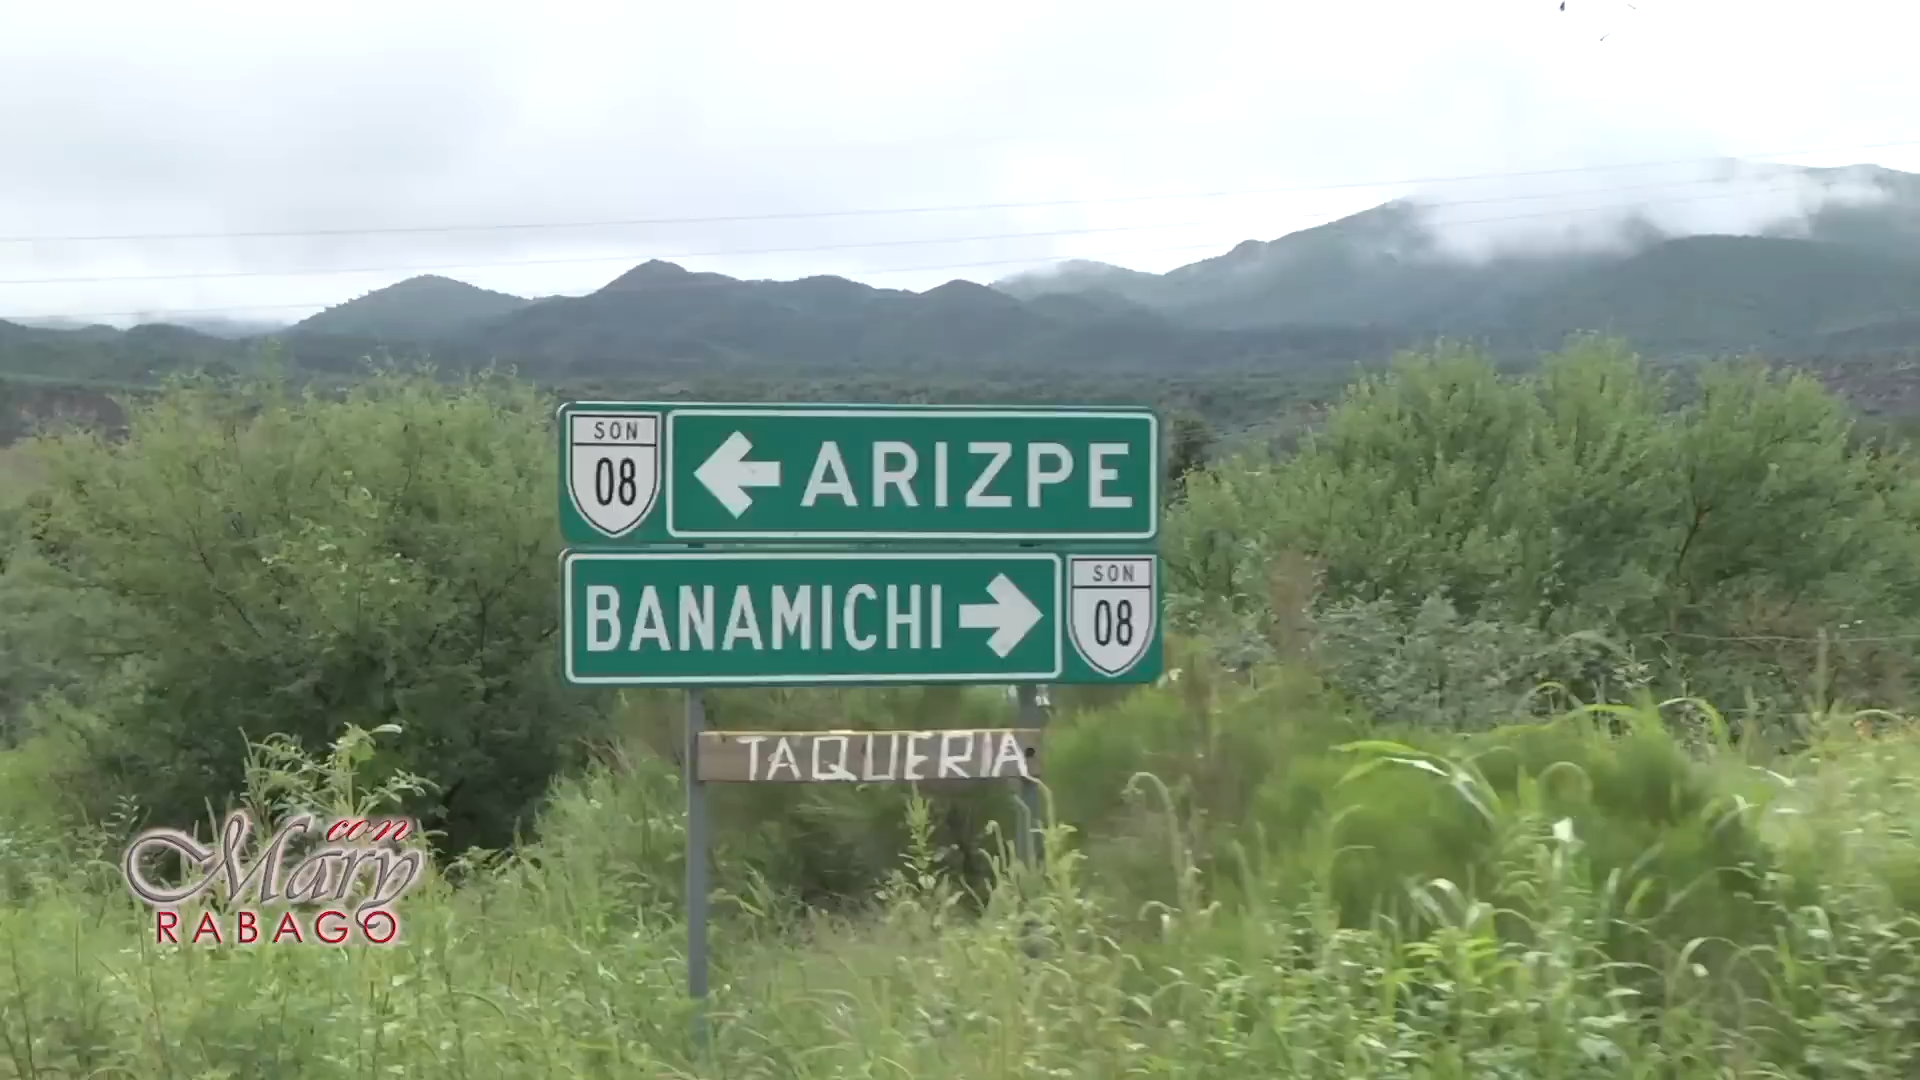 SON
08
ARIZPE
BANAMICHI
SON
08
TAQUERIA
con
Mary
RABAGO